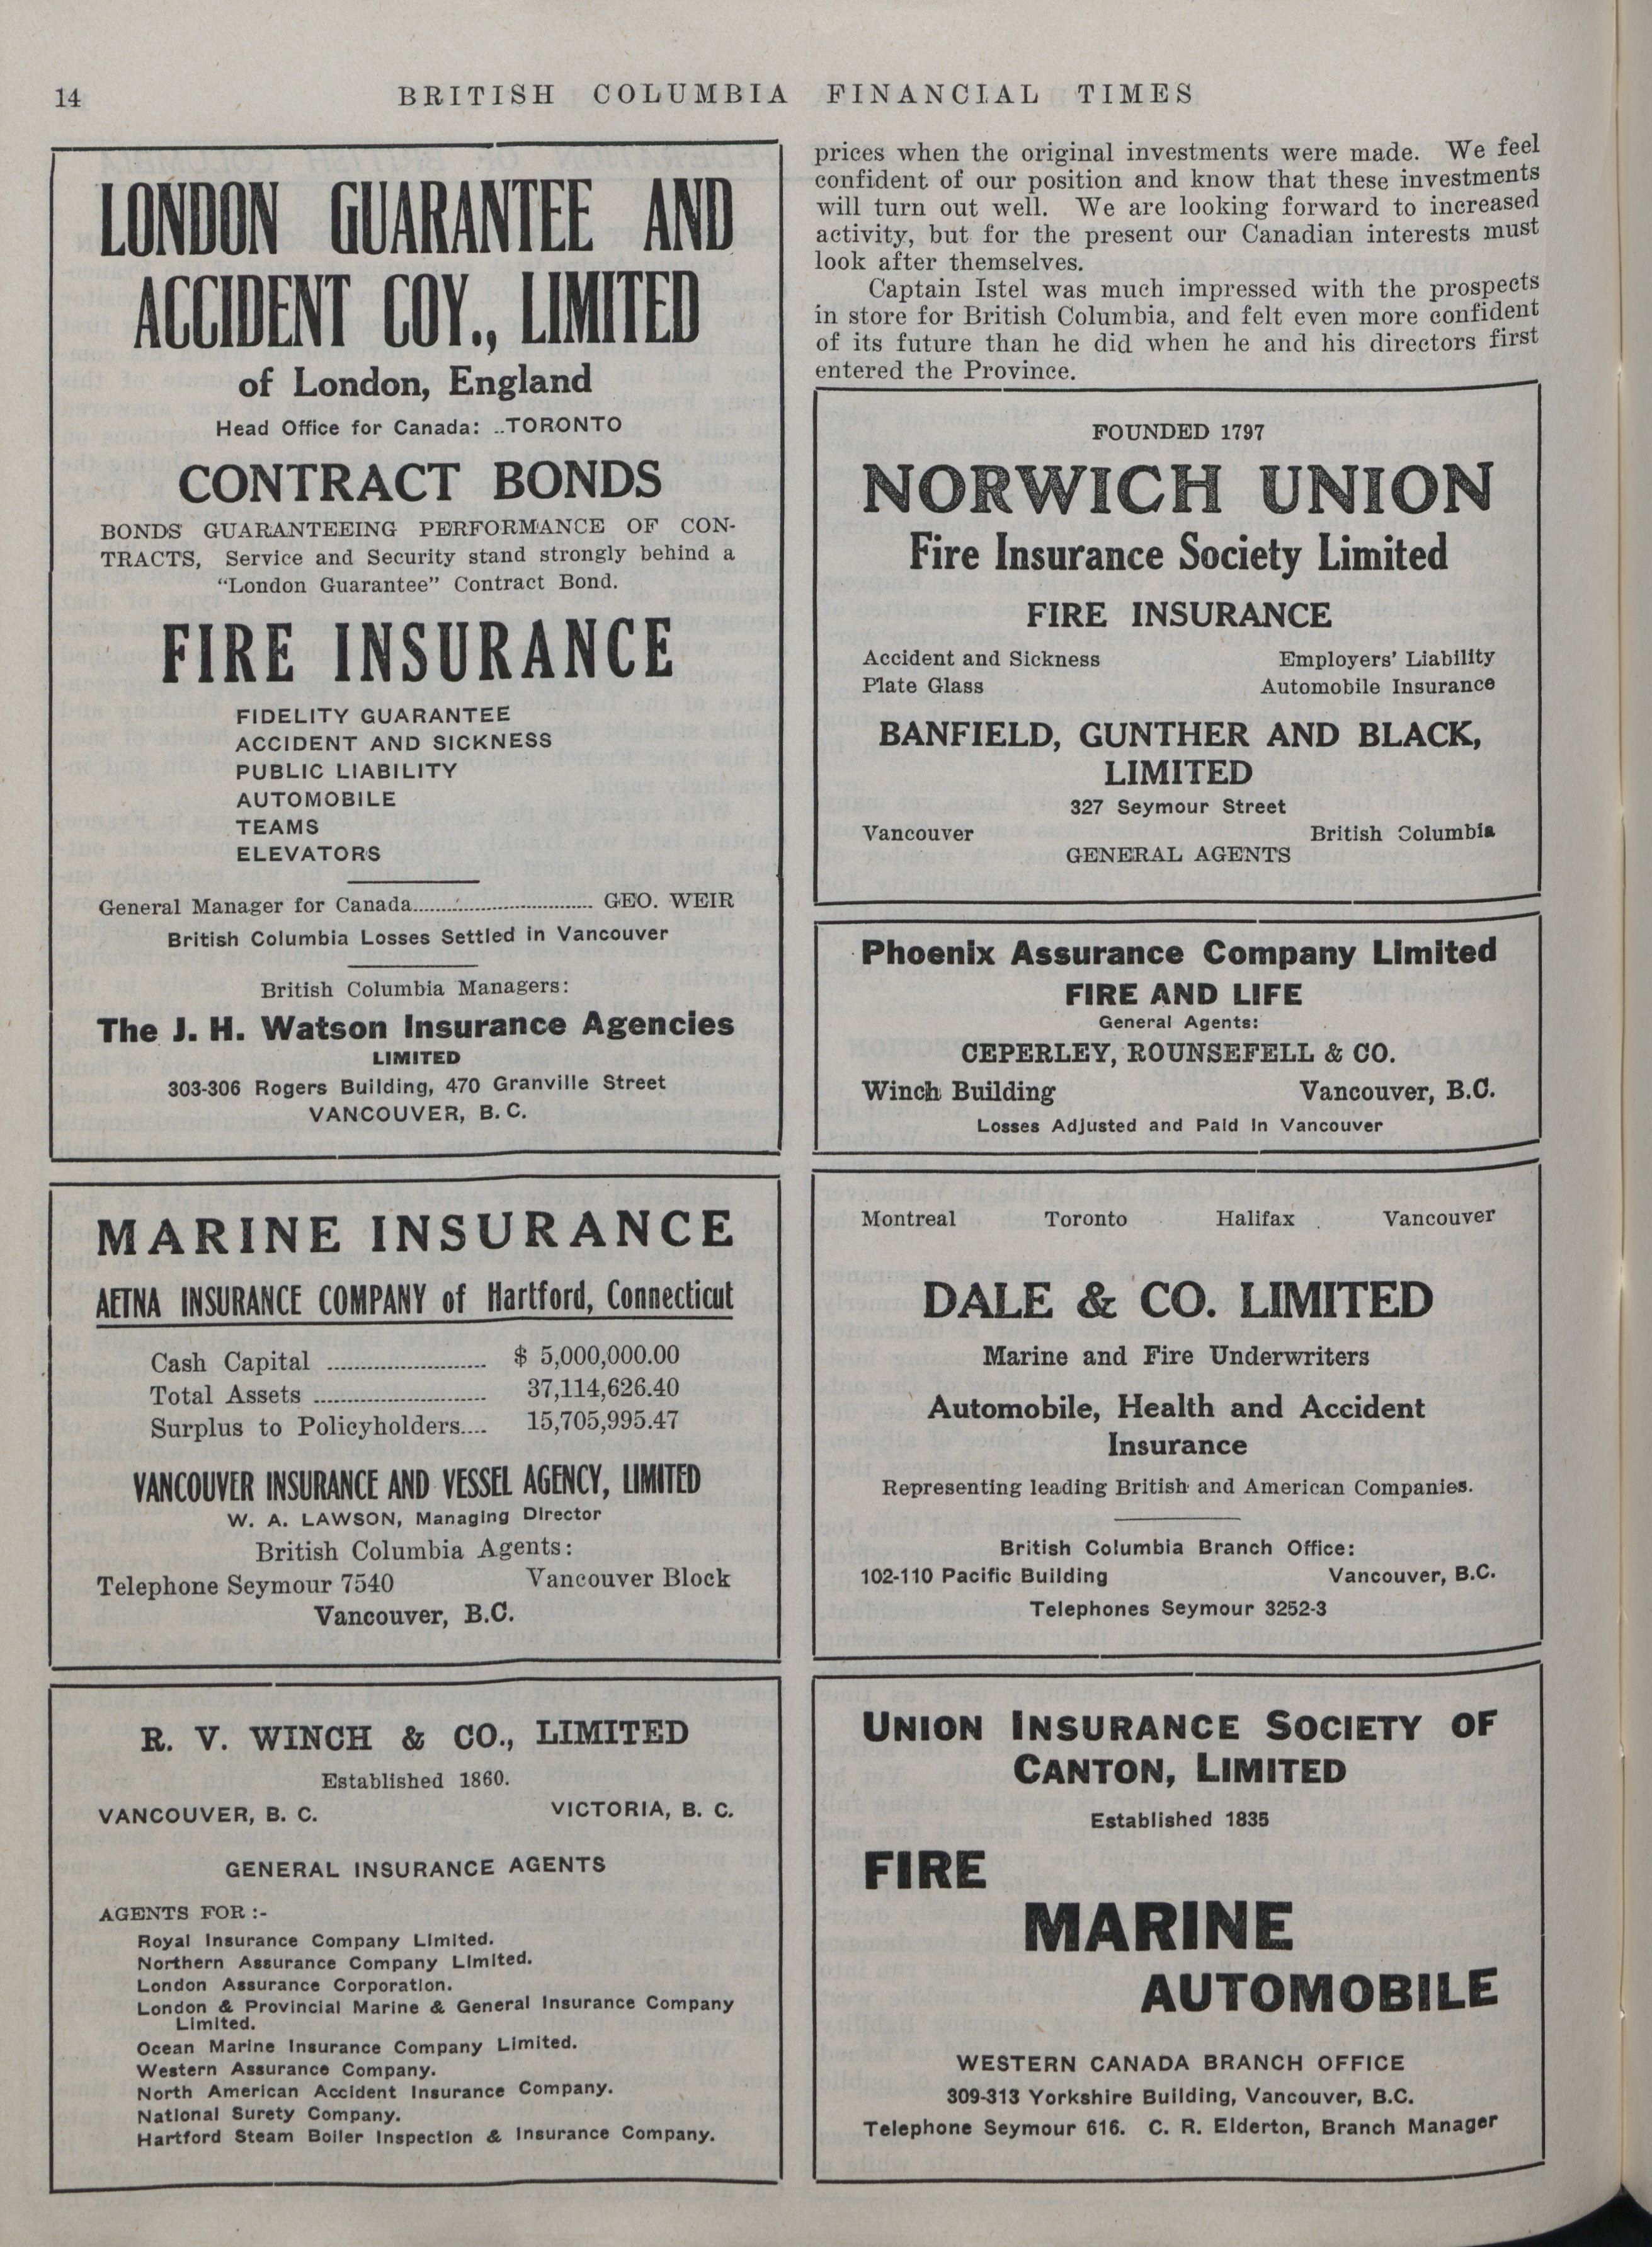 14
BRITISH COLUMBIA FINANCIAL TIMES
LONDON GUARANTEE AND
ACCIDENT COY., LIMITED
of London, England
Head Office for Canada: ..TORONTO
CONTRACT BONDS
BONDS GUARANTEEING PERFORMANCE OF CON-
TRACTS, Service and Security stand strongly behind a
"London Guarantee" Contract Bond.
FIRE INSURANCE
FIDELITY GUARANTEE
ACCIDENT AND SICKNESS
PUBLIC LIABILITY
AUTOMOBILE
TEAMS
ELEVATORS
General Manager for Canada.................................. GEO. WEIR
British Columbia Losses Settled in Vancouver
British Columbia Managers:
The J. H. Watson Insurance Agencies
LIMITED
303-306 Rogers Building, 470 Granville Street
VANCOUVER, B. C.
MARINE INSURANCE
AETNA INSURANCE COMPANY of Hartford, Connecticut
Cash Capital ........................ $ 5,000,000.00
Total Assets .......................... 37,114,626.40
Surplus to Policyholders.... 15,705,995.47
VANCOUVER INSURANCE AND VESSEL AGENCY, LIMITED
W. A. LAWSON, Managing Director
British Columbia Agents:
Telephone Seymour 7540 Vancouver Block
Vancouver, B.C.
R. V. WINCH & CO., LIMITED
Established 1860.
VANCOUVER, B. C. VICTORIA, B. C.
GENERAL INSURANCE AGENTS
AGENTS FOR :-
Royal Insurance Company Limited.
Northern Assurance Company Limited.
London Assurance Corporation.
London & Provincial Marine & General Insurance Company
Limited.
Ocean Marine Insurance Company Limited.
Western Assurance Company.
North American Accident Insurance Company.
National Surety Company.
Hartford Steam Boiler Inspection & Insurance Company.
prices when the original investments were made. We feel
confident of our position and know that these investments
will turn out well. We are looking forward to increased
activity, but for the present our Canadian interests must
look after themselves.
Captain Istel was much impressed with the prospects
in store for British Columbia, and felt even more confident
of its future than he did when he and his directors first
entered the Province.
FOUNDED 1797
NORWICH UNION
Fire Insurance Society Limited
FIRE INSURANCE
Accident and Sickness Employers' Liability
Plate Glass Automobile Insurance
BANFIELD, GUNTHER AND BLACK,
LIMITED
327 Seymour Street
Vancouver British Columbia
GENERAL AGENTS
Phoenix Assurance Company Limited
FIRE AND LIFE
General Agents:
CEPERLEY, ROUNSEFELL & CO.
Winch Building Vancouver, B.C.
Losses Adjusted and Paid in Vancouver
Montreal Toronto Halifax Vancouver
DALE & CO. LIMITED
Marine and Fire Underwriters
Automobile, Health and Accident
Insurance
Representing leading British and American Companies.
British Columbia Branch Office:
102-110 Pacific Building Vancouver, B.C.
Telephones Seymour 3252-3
UNION INSURANCE SOCIETY OF
CANTON, LIMITED
Established 1835
FIRE
MARINE
AUTOMOBILE
WESTERN CANADA BRANCH OFFICE
309-313 Yorkshire Building, Vancouver, B.C.
Telephone Seymour 616. C. R. Elderton, Branch Manager